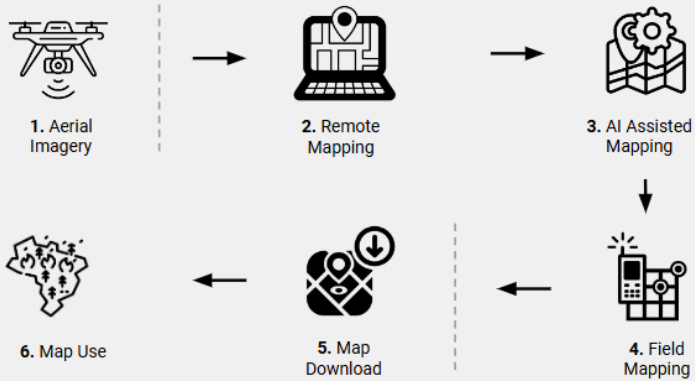 1. Aerial
Imagery
2. Remote
Mapping
3. AI Assisted
Mapping
4. Field
Mapping
5. Map
Download
6. Map Use